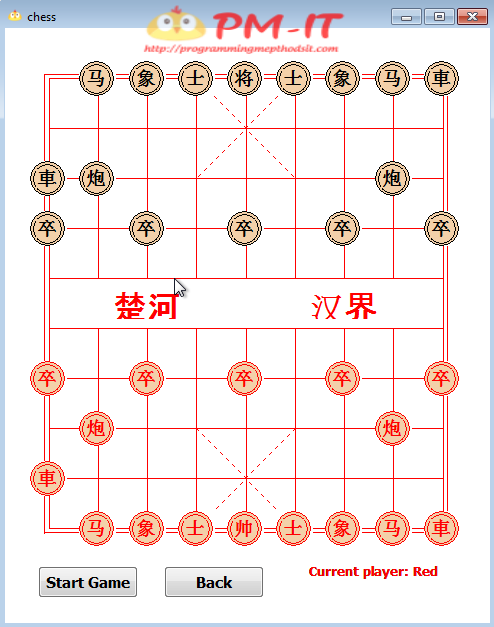 chess
PM-IT
http://programmingmepthodsit.com
马 象 士 将 士 象 马 車
車 炮 炮
卒 卒 卒 卒 卒
楚河 汉界
卒 卒 卒 卒 卒
炮 炮
車
马 象 士 帅 士 象 马 車
Start Game Back Current player: Red